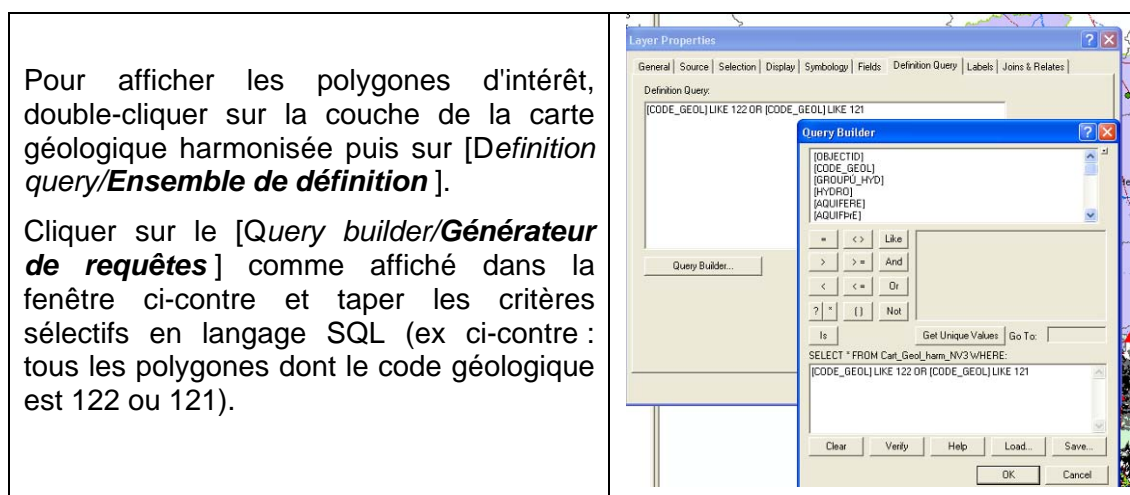 Pour afficher les polygones d'intérêt,
double-cliquer sur la couche de la carte
géologique harmonisée puis sur [Definition
query/Ensemble de définition ].
Cliquer sur le [Query builder/Générateur
de requêtes ] comme affiché dans la
fenêtre ci-contre et taper les critères
sélectifs en langage SQL (ex ci-contre :
tous les polygones dont le code géologique
est 122 ou 121).
Layer Properties
General Source Selection Display Symbology Fields Definition Query Labels Joins & Relates
Definition Query:
[CODE_GEOL] LIKE 122 OR [CODE_GEOL] LIKE 121
Query Builder...
Query Builder
[OBJECTID]
[CODE_GEOL]
[GROUPÚ_HYD]
[HYDRO]
[AQUIFERE]
[AQUIFÞrE]
= <> Like
> > = And
< < = Or
? * () Not
Is Get Unique Values Go To:
SELECT * FROM Cart_Geol_harm_NV3 WHERE:
[CODE_GEOL] LIKE 122 OR [CODE_GEOL] LIKE 121
Clear Verify Help Load... Save...
OK Cancel